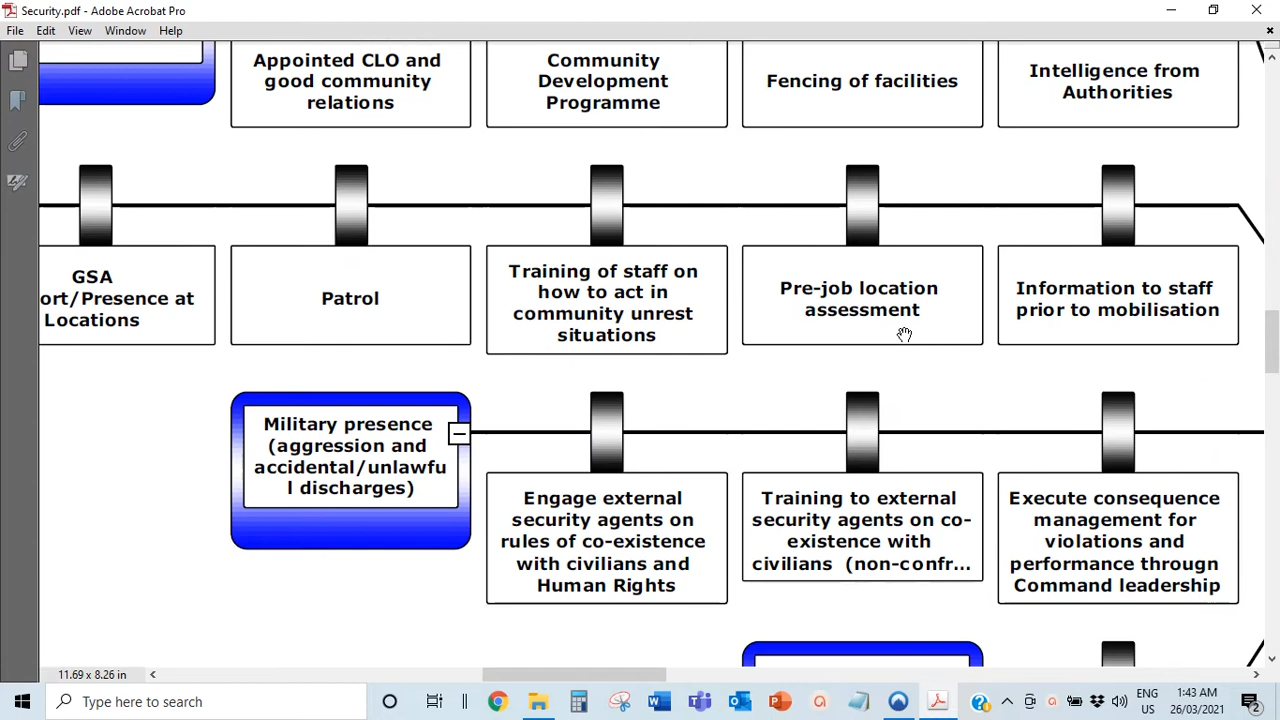 Security.pdf - Adobe Acrobat Pro
File Edit View Window Help
Appointed CLO and
good community
relations
Community
Development
Programme
Fencing of facilities
Intelligence from
Authorities
GSA
ort/Presence at
Locations
Patrol
Training of staff on
how to act in
community unrest
situations
Pre-job location
assessment
Information to staff
prior to mobilisation
Military presence
(aggression and
accidental/unlawfu
l discharges)
Engage external
security agents on
rules of co-existence
with civilians and
Human Rights
Training to external
security agents on co-
existence with
civilians (non-confr...
Execute consequence
management for
violations and
performance through
Command leadership
11.69 x 8.26 in
Type here to search
ENG
US
1:43 AM
26/03/2021
2